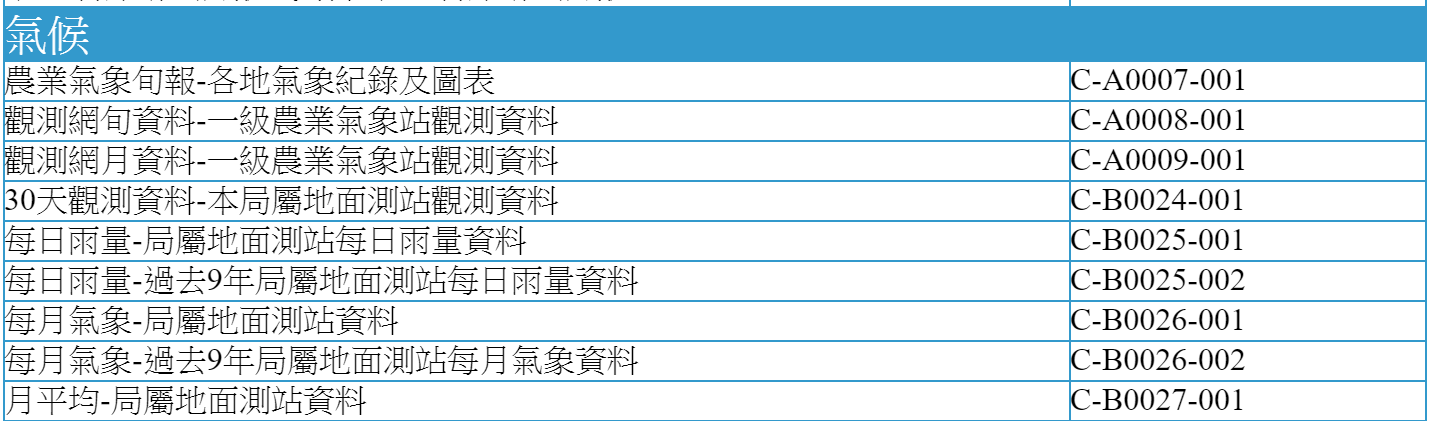 氣候
農業氣象旬報-各地氣象紀錄及圖表 C-A0007-001
觀測網旬資料-一級農業氣象站觀測資料 C-A0008-001
觀測網月資料-一級農業氣象站觀測資料 C-A0009-001
30天觀測資料-本局屬地面測站觀測資料 C-B0024-001
每日雨量-局屬地面測站每日雨量資料 C-B0025-001
每日雨量-過去9年局屬地面測站每日雨量資料 C-B0025-002
每月氣象-局屬地面測站資料 C-B0026-001
每月氣象-過去9年局屬地面測站每月氣象資料 C-B0026-002
月平均-局屬地面測站資料 C-B0027-001